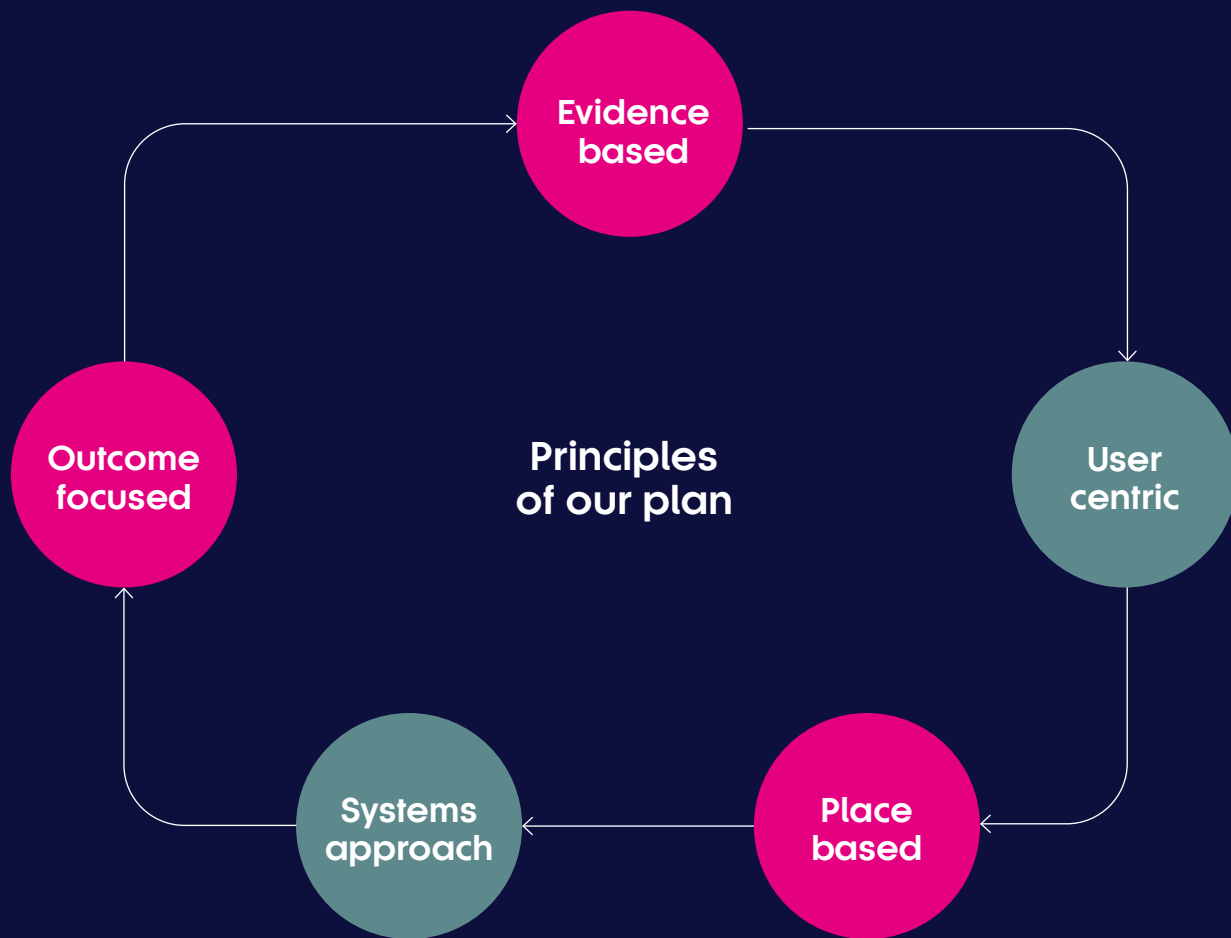 Evidence
based
User
centric
Place
based
Systems
approach
Outcome
focused
Principles
of our plan